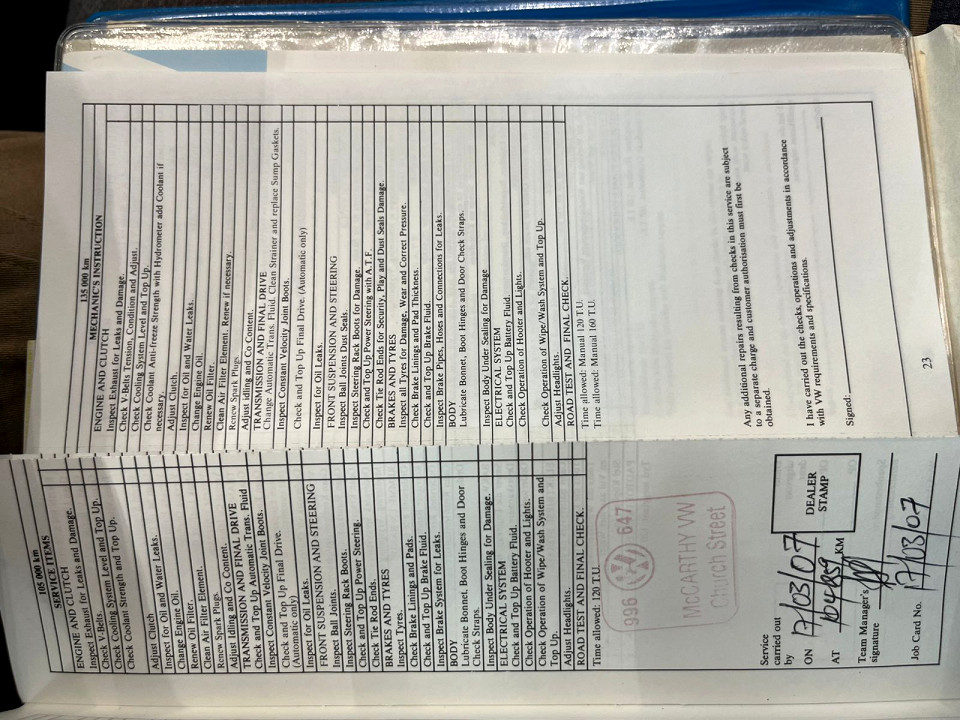 105 000 km
SERVICE ITEMS
ENGINE AND CLUTCH
Inspect Exhaust for Leaks and Damage.
Check V-Belts
Check Cooling System Level and Top Up.
Check Coolant Strength and Top Up.
Adjust Clutch
Inspect for Oil and Water Leaks.
Change Engine Oil.
Renew Oil Filter.
Clean Air Filter Element.
Renew Spark Plugs.
Adjust Idling and Co Content.
TRANSMISSION AND FINAL DRIVE
Check and Top Up Automatic Trans. Fluid
Inspect Constant Velocity Joint Boots.
Check and Top Up Final Drive.
(Automatic only)
Inspect for Oil Leaks.
FRONT SUSPENSION AND STEERING
Inspect Ball Joints.
Inspect Steering Rack Boots.
Check and Top Up Power Steering.
Check Tie Rod Ends.
BRAKES AND TYRES
Inspect Tyres.
Check Brake Linings and Pads.
Check and Top Up Brake Fluid.
Inspect Brake System for Leaks.
BODY
Lubricate Bonnet, Boot Hinges and Door
Check Straps.
Inspect Body Under Sealing for Damage.
ELECTRICAL SYSTEM
Check and Top Up Battery Fluid.
Check Operation of Hooter and Lights.
Check Operation of Wipe/Wash System and
Top Up.
Adjust Headlights.
ROAD TEST AND FINAL CHECK.
Time allowed: 120 T.U.
996 647
McCARTHY VW
Church Street
Service
carried out
by
ON 17/03/07
AT KM
DEALER
STAMP
Team Manager's
signature
Job Card No. 17/03/07
135 000 km
MECHANIC'S INSTRUCTION
ENGINE AND CLUTCH
Inspect Exhaust for Leaks and Damage.
Check V-Belts Tension, Condition and Adjust.
Check Cooling System Level and Top Up.
Check Coolant Anti-freeze Strength with Hydrometer add Coolant if
necessary.
Adjust Clutch.
Inspect for Oil and Water Leaks.
Change Engine Oil.
Renew Oil Filter
Clean Air Filter Element. Renew if necessary.
Renew Spark Plugs.
Adjust idling and Co Content.
TRANSMISSION AND FINAL DRIVE
Change Automatic Trans. Fluid. Clean Strainer and replace Sump Gaskets.
Inspect Constant Velocity Joint Boots.
Check and Top Up Final Drive. (Automatic only)
Inspect for Oil Leaks.
FRONT SUSPENSION AND STEERING
Inspect Ball Joints Dust Seals.
Inspect Steering Rack Boots for Damage.
Check and Top Up Power Steering with A.T.F.
Check Tie Rod Ends for Security, Play and Dust Seals Damage.
BRAKES AND TYRES
Inspect all Tyres for Damage, Wear and Correct Pressure.
Check Brake Linings and Pad Thickness.
Check and Top Up Brake Fluid.
Inspect Brake Pipes, Hoses and Connections for Leaks.
BODY
Lubricate Bonnet, Boot Hinges and Door Check Straps.
Inspect Body Under Sealing for Damage
ELECTRICAL SYSTEM
Check and Top Up Battery Fluid.
Check Operation of Hooter and Lights.
Check Operation of Wipe/Wash System and Top Up.
Adjust Headlights.
ROAD TEST AND FINAL CHECK.
Time allowed: Manual 120 T.U.
Time allowed: Manual 160 T.U.
Any additional repairs resulting from checks in this service are subject
to a separate charge and customer authorisation must first be
obtained.
I have carried out the checks, operations and adjustments in accordance
with VW requirements and specifications.
Signed:
23